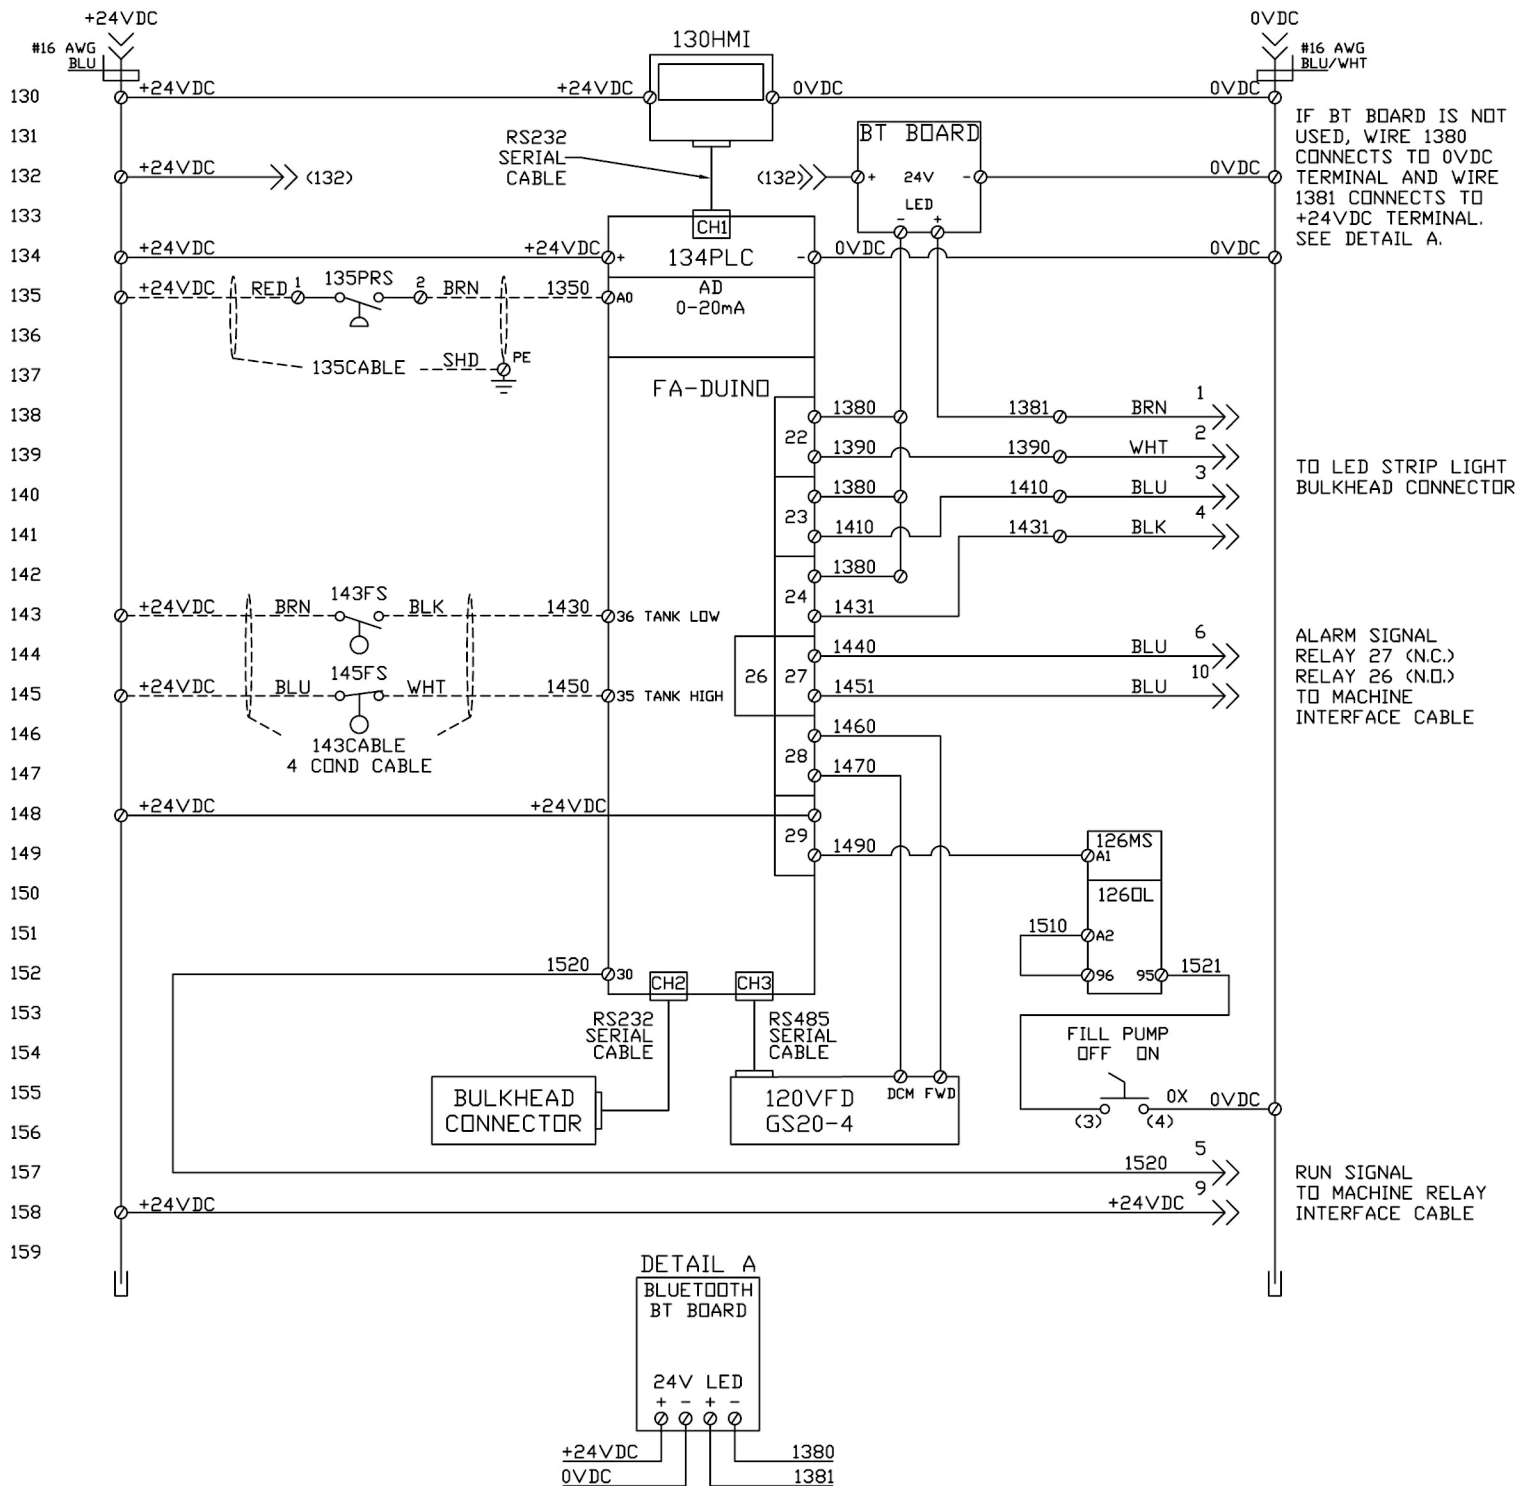 +24VDC
0VDC
#16 AWG
BLU
130HMI
#16 AWG
BLU/WHT
130
+24VDC
+24VDC
0VDC
0VDC
131
RS232
SERIAL
CABLE
BT BOARD
IF BT BOARD IS NOT
USED, WIRE 1380
CONNECTS TO 0VDC
TERMINAL AND WIRE
1381 CONNECTS TO
+24VDC TERMINAL.
SEE DETAIL A.
132
+24VDC
(132)
(132)
+
24V
-
0VDC
LED
-
+
133
CH1
134
+24VDC
+24VDC
+
134PLC
-
0VDC
0VDC
135
RED
1
135PRS
2
BRN
1350
A0
AD
0-20mA
136
135CABLE
SHD
PE
137
FA-DUINO
138
1380
1381
BRN
1
22
139
1390
1390
WHT
2
TO LED STRIP LIGHT
BULKHEAD CONNECTOR
140
1380
1410
BLU
3
23
141
1410
1431
BLK
4
142
1380
24
143
+24VDC
BRN
143FS
BLK
1430
36 TANK LOW
1431
144
26
27
1440
BLU
6
ALARM SIGNAL
RELAY 27 (N.C.)
RELAY 26 (N.O.)
TO MACHINE
INTERFACE CABLE
145
+24VDC
BLU
145FS
WHT
1450
35 TANK HIGH
1451
BLU
10
146
143CABLE
4 COND CABLE
1460
28
147
1470
148
+24VDC
+24VDC
29
149
1490
126MS
A1
150
126OL
151
1510
A2
152
1520
30
CH2
CH3
96
95
1521
153
RS232
SERIAL
CABLE
RS485
SERIAL
CABLE
154
FILL PUMP
OFF ON
155
BULKHEAD
CONNECTOR
120VFD
GS20-4
DCM FWD
(3)
(4)
0X
0VDC
156
157
1520
5
RUN SIGNAL
TO MACHINE RELAY
INTERFACE CABLE
158
+24VDC
+24VDC
9
159
DETAIL A
BLUETOOTH
BT BOARD
24V LED
+ - + -
+24VDC
1380
0VDC
1381